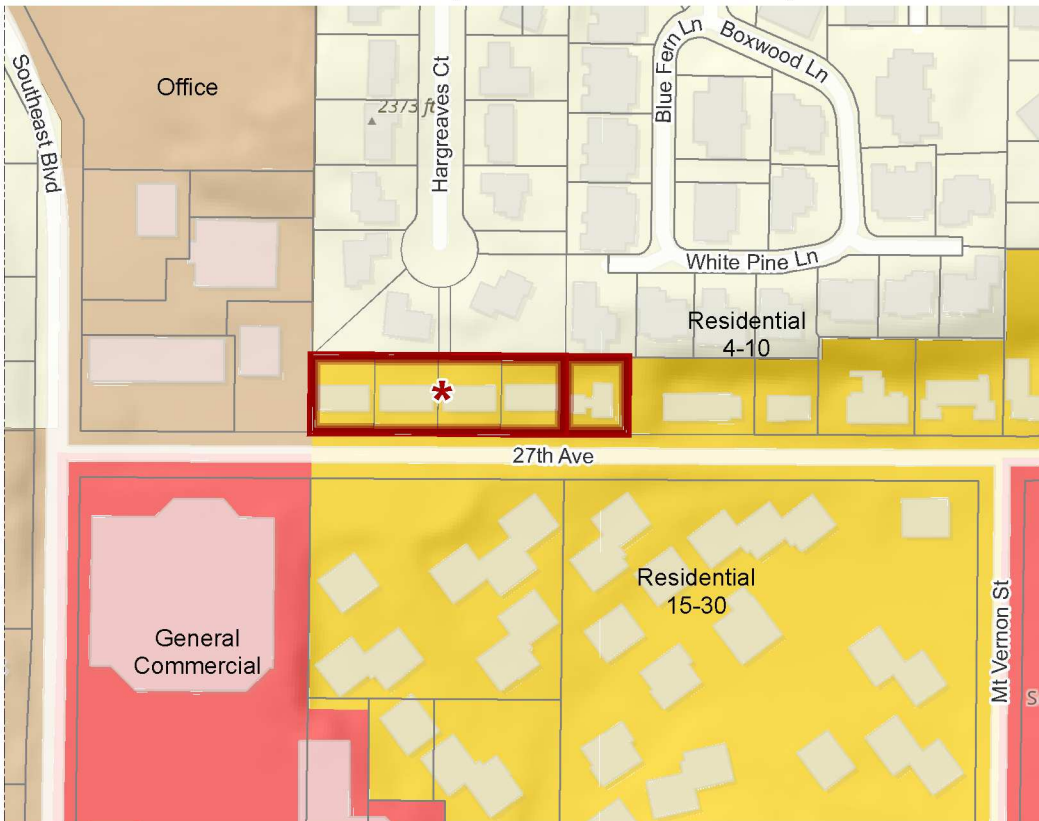 Blue Fern Ln
Boxwood Ln
Southeast Blvd
Office
2373 ft
Hargreaves Ct
White Pine Ln
Residential
4-10
*
27th Ave
Residential
15-30
General
Commercial
Mt Vernon St
S